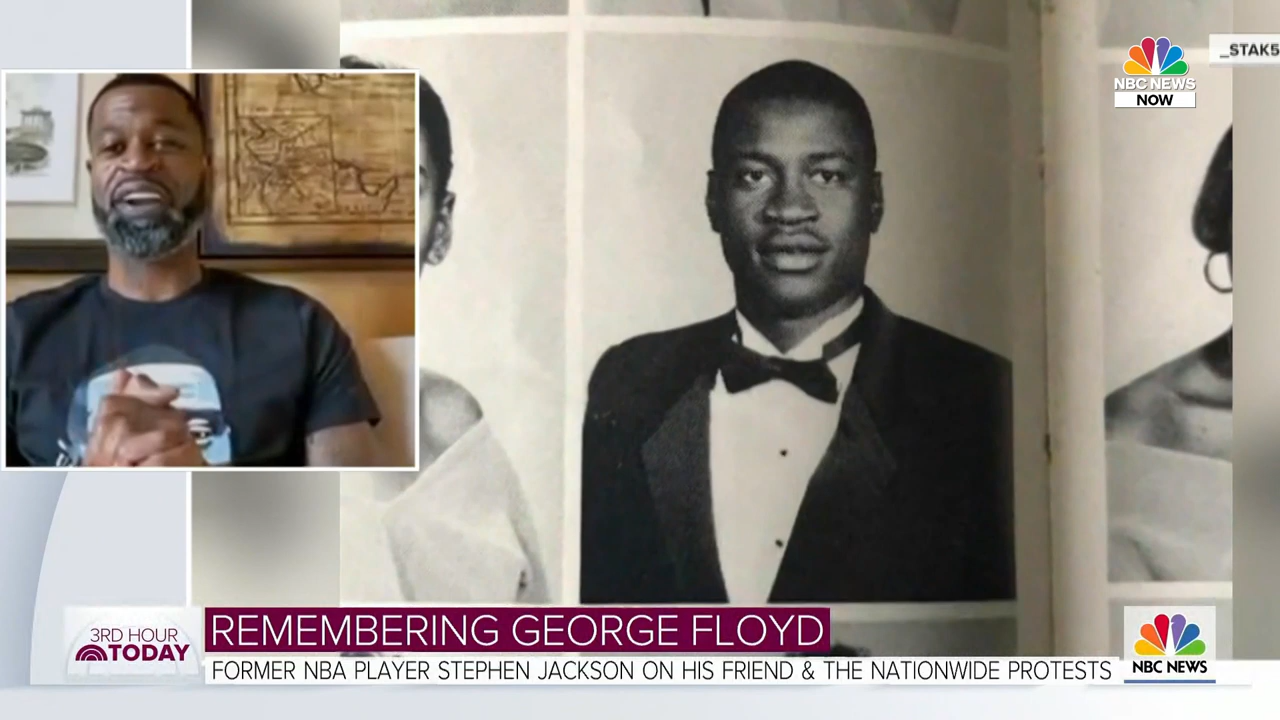 _STAK5
NBC NEWS
NOW
3RD HOUR
TODAY
REMEMBERING GEORGE FLOYD
FORMER NBA PLAYER STEPHEN JACKSON ON HIS FRIEND & THE NATIONWIDE PROTESTS
NBC NEWS